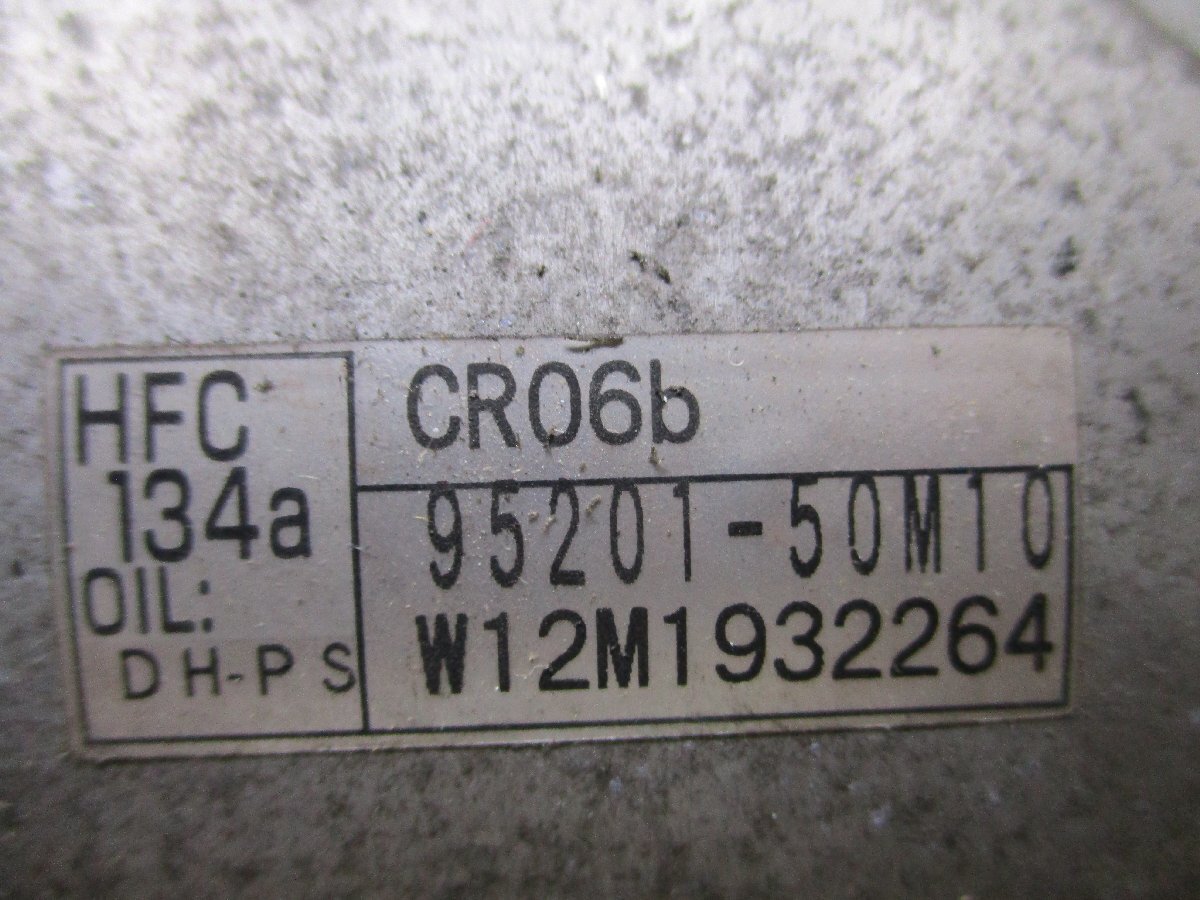 HFC
134a
OIL:
DH-PS
CR06b
95201-50M10
W12M1932264